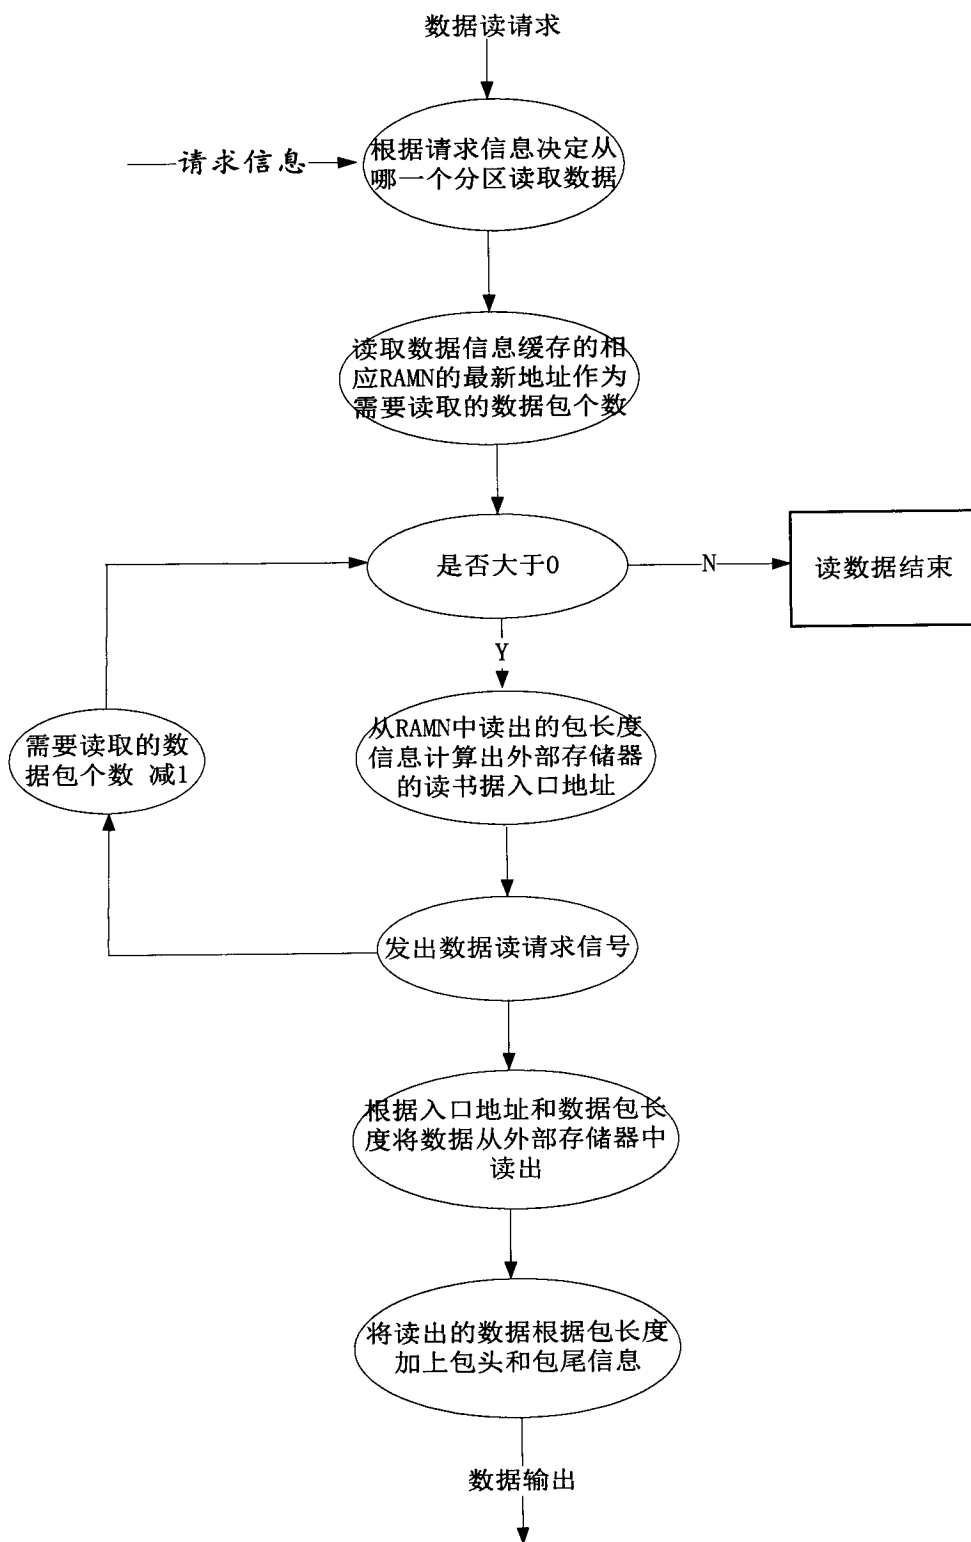 数据读请求
请求信息
根据请求信息决定从
哪一个分区读取数据
读取数据信息缓存的相
应RAMN的最新地址作为
需要读取的数据包个数
是否大于0
N
读数据结束
Y
从RAMN中读出的包长度
信息计算出外部存储器
的读书据入口地址
需要读取的数
据包个数 减1
发出数据读请求信号
根据入口地址和数据包长
度将数据从外部存储器中
读出
将读出的数据根据包长度
加上包头和包尾信息
数据输出